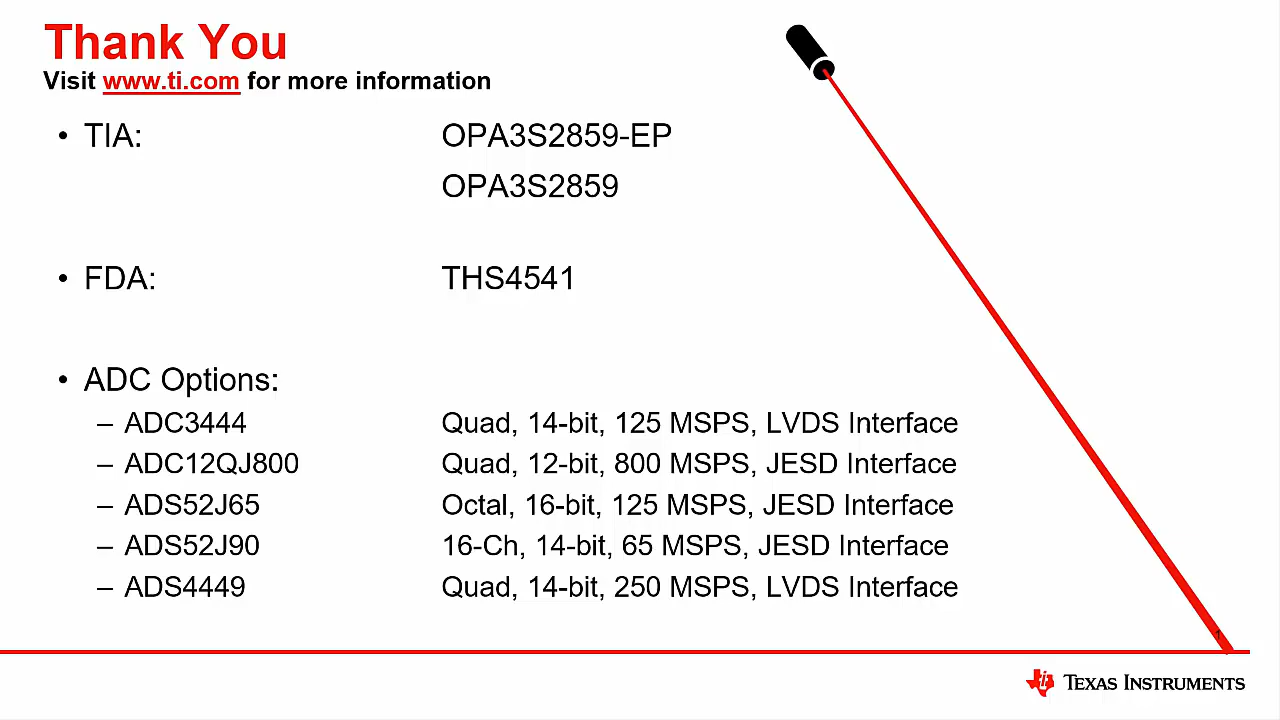 Thank You
Visit www.ti.com for more information
• TIA: OPA3S2859-EP
OPA3S2859
• FDA: THS4541
• ADC Options:
– ADC3444 Quad, 14-bit, 125 MSPS, LVDS Interface
– ADC12QJ800 Quad, 12-bit, 800 MSPS, JESD Interface
– ADS52J65 Octal, 16-bit, 125 MSPS, JESD Interface
– ADS52J90 16-Ch, 14-bit, 65 MSPS, JESD Interface
– ADS4449 Quad, 14-bit, 250 MSPS, LVDS Interface
1
TEXAS INSTRUMENTS